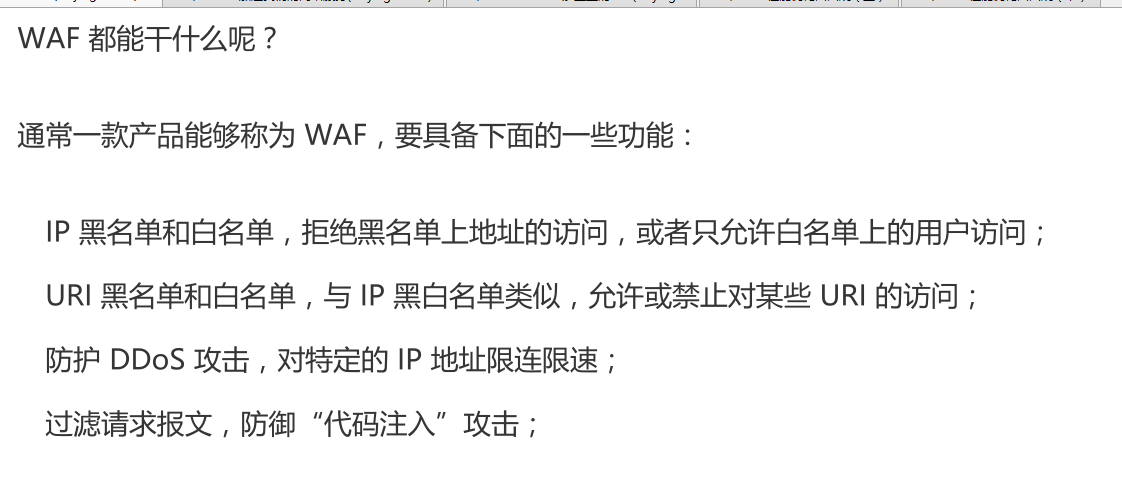 WAF 都能干什么呢？
通常一款产品能够称为 WAF，要具备下面的一些功能：
IP 黑名单和白名单，拒绝黑名单上地址的访问，或者只允许白名单上的用户访问；
URI 黑名单和白名单，与 IP 黑白名单类似，允许或禁止对某些 URI 的访问；
防护 DDoS 攻击，对特定的 IP 地址限连限速；
过滤请求报文，防御“代码注入”攻击；